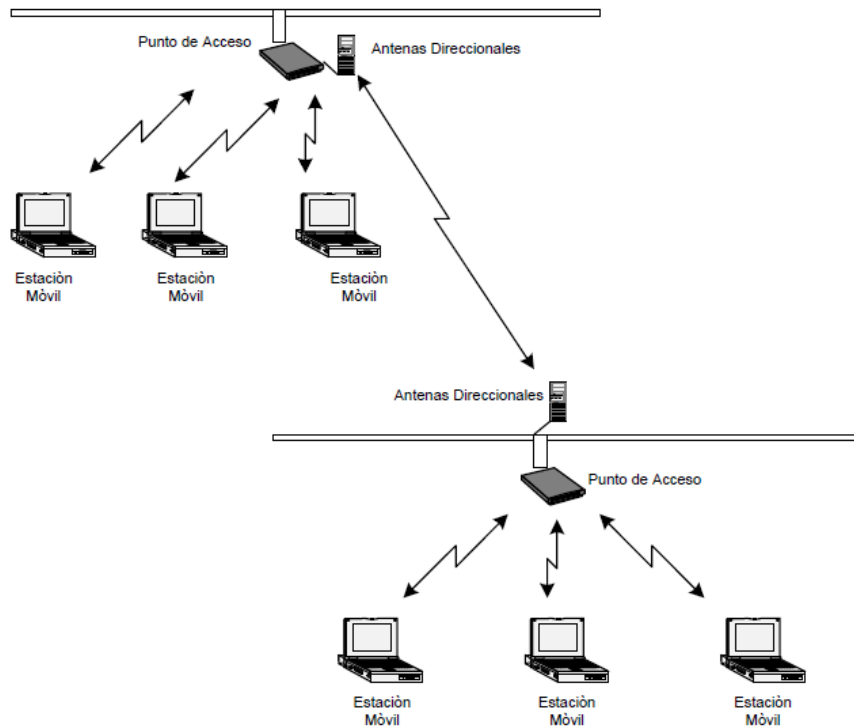 Punto de Acceso
Antenas Direccionales
Estaciòn
Mòvil
Estaciòn
Mòvil
Estaciòn
Mòvil
Antenas Direccionales
Punto de Acceso
Estaciòn
Mòvil
Estaciòn
Mòvil
Estaciòn
Mòvil